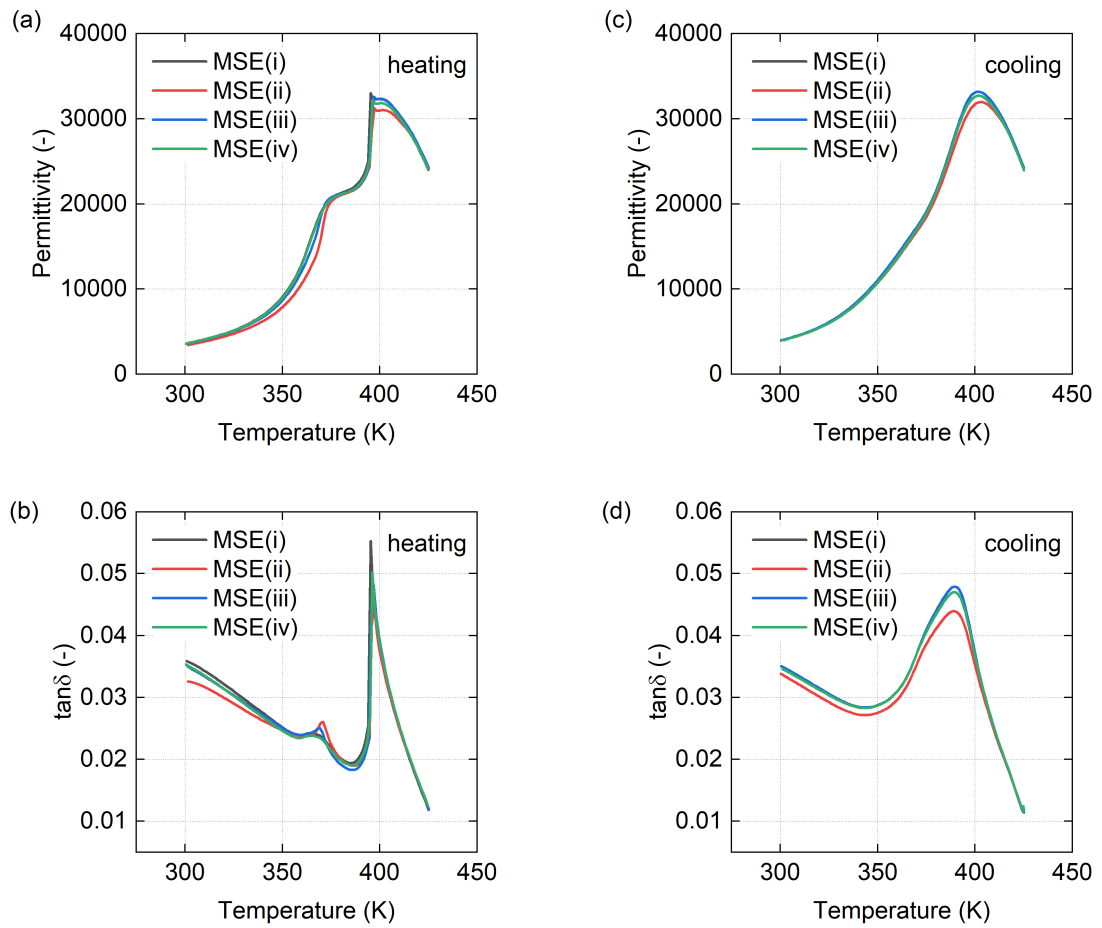 (a)
40000
30000
20000
10000
0
Permittivity (-)
MSE(i)
MSE(ii)
MSE(iii)
MSE(iv)
heating
300
350
400
450
Temperature (K)
(c)
40000
30000
20000
10000
0
Permittivity (-)
MSE(i)
MSE(ii)
MSE(iii)
MSE(iv)
cooling
300
350
400
450
Temperature (K)
(b)
0.06
0.05
0.04
0.03
0.02
0.01
tanδ (-)
MSE(i)
MSE(ii)
MSE(iii)
MSE(iv)
heating
300
350
400
450
Temperature (K)
(d)
0.06
0.05
0.04
0.03
0.02
0.01
tanδ (-)
MSE(i)
MSE(ii)
MSE(iii)
MSE(iv)
cooling
300
350
400
450
Temperature (K)